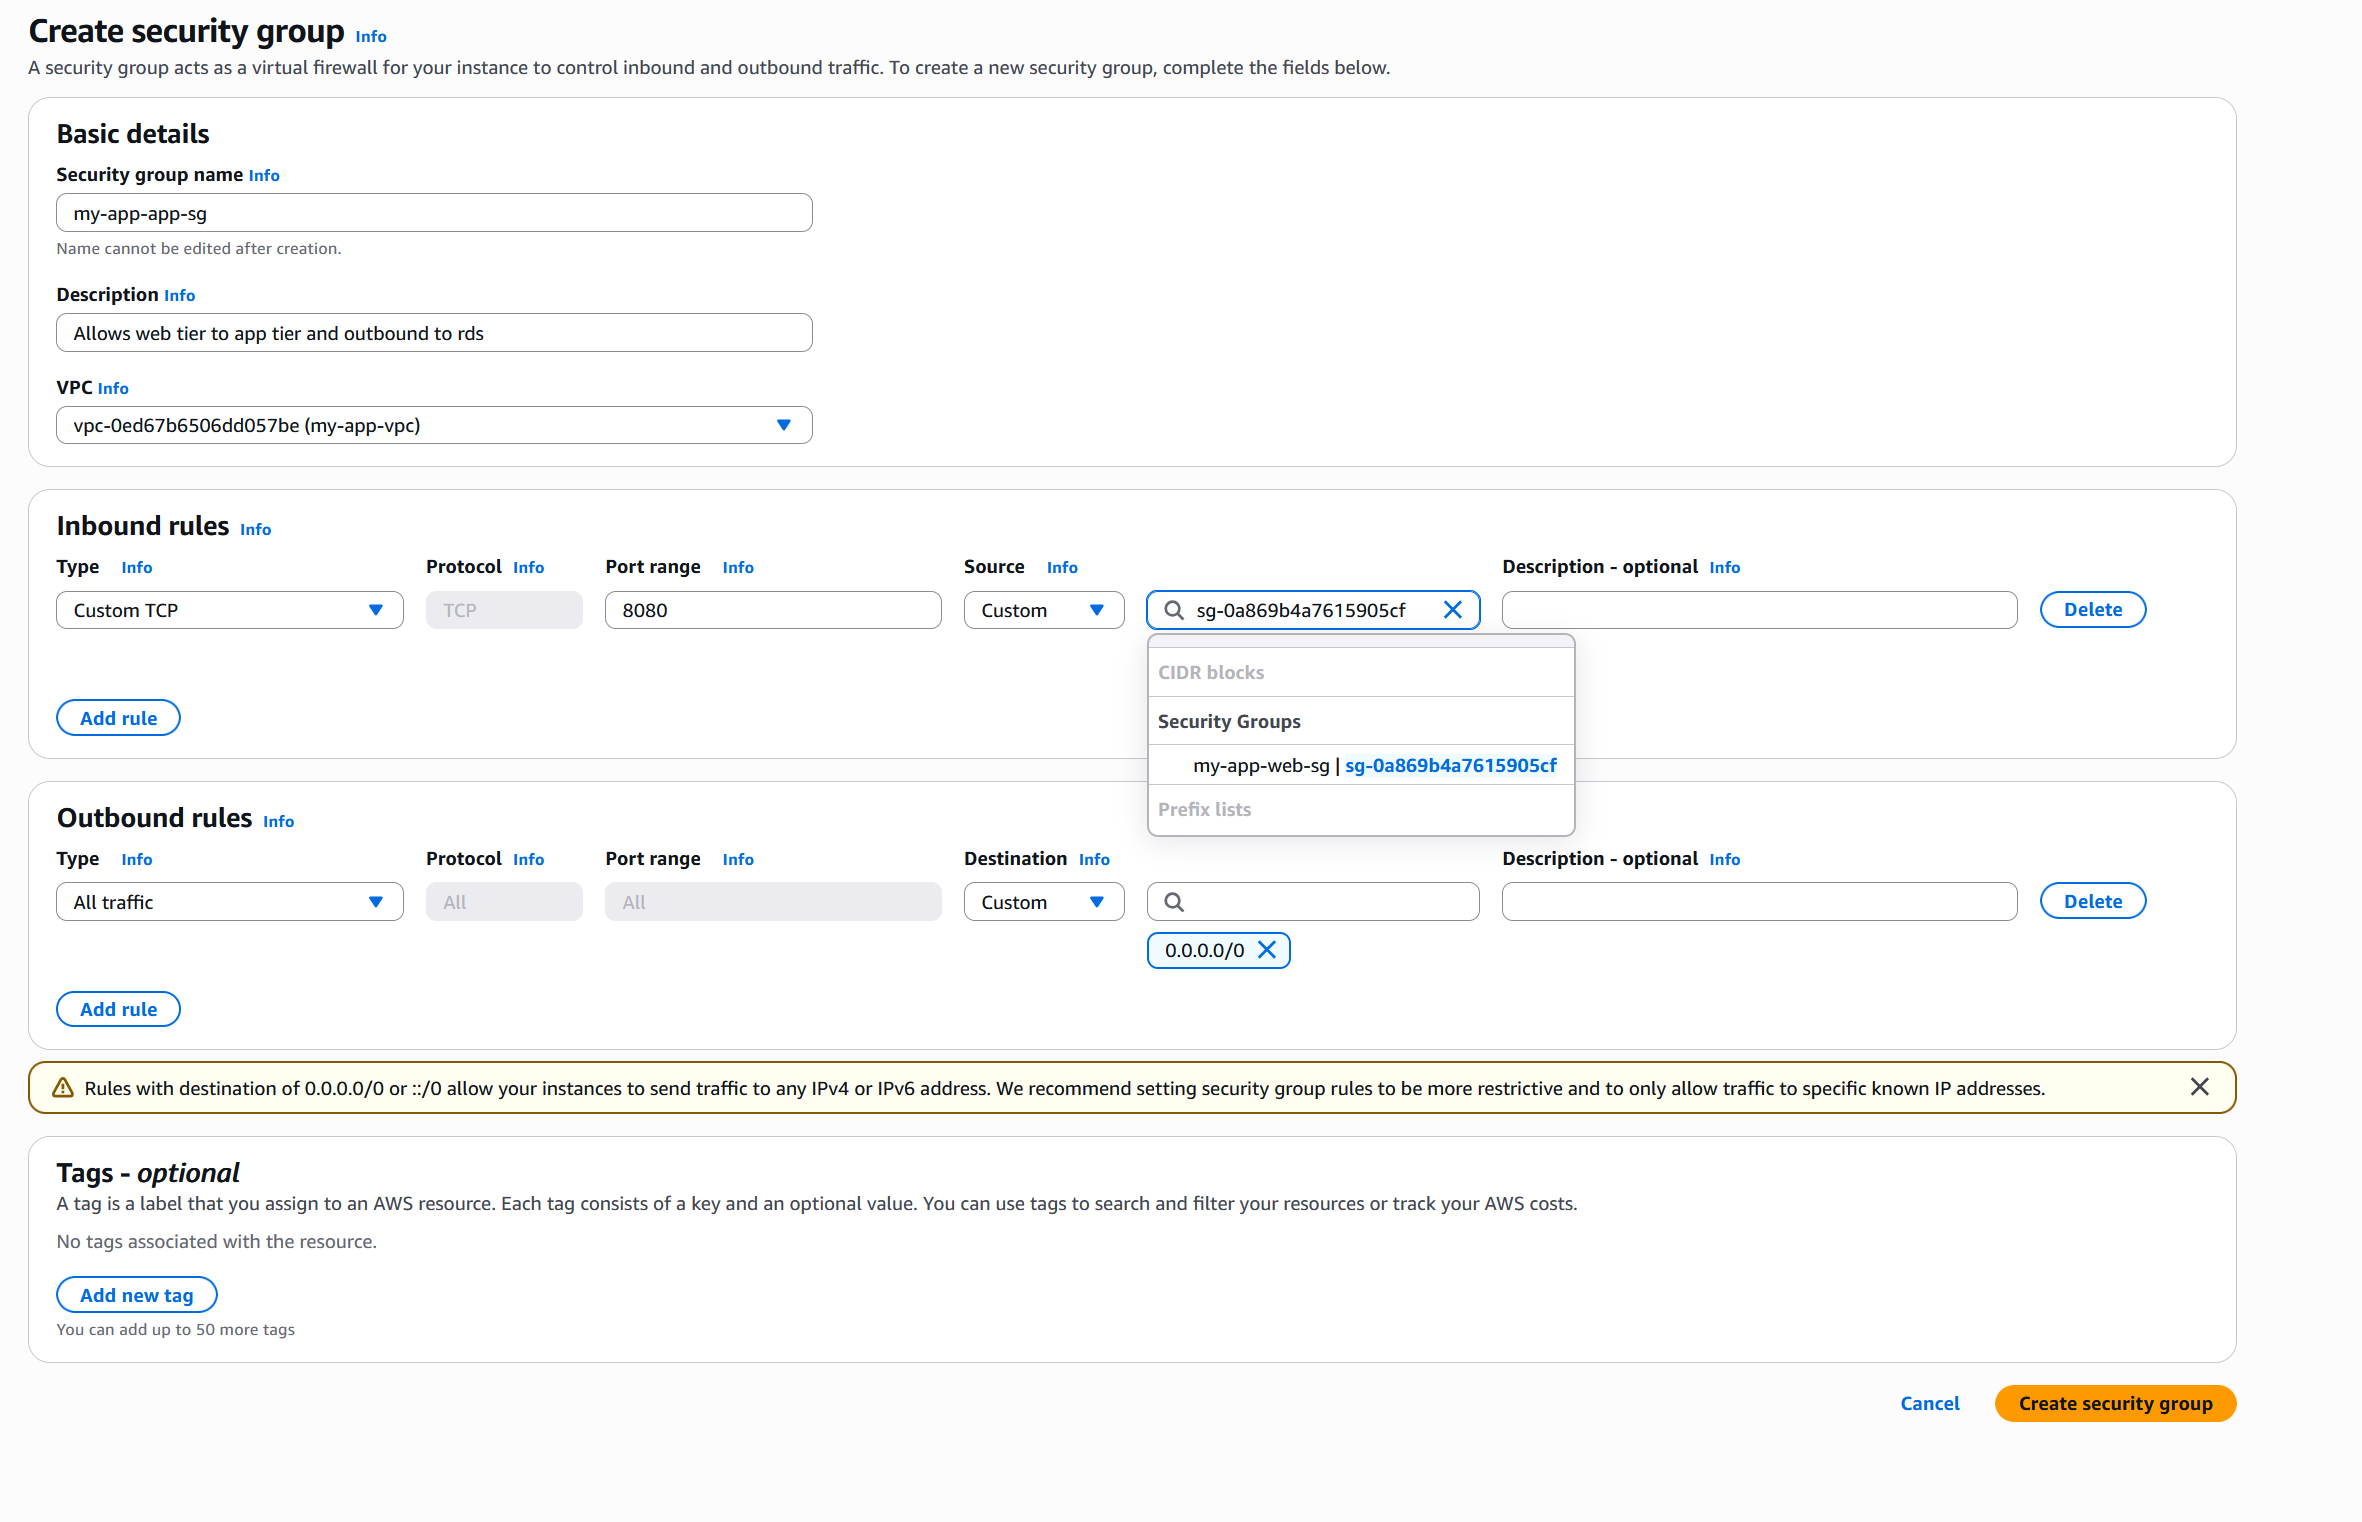 Create security group Info
A security group acts as a virtual firewall for your instance to control inbound and outbound traffic. To create a new security group, complete the fields below.
Basic details
Security group name Info
my-app-app-sg
Name cannot be edited after creation.
Description Info
Allows web tier to app tier and outbound to rds
VPC Info
vpc-0ed67b6506dd057be (my-app-vpc)
Inbound rules Info
Type Info Protocol Info Port range Info Source Info Description - optional Info
Custom TCP TCP 8080 Custom sg-0a869b4a7615905cf Delete
CIDR blocks
Security Groups
my-app-web-sg | sg-0a869b4a7615905cf
Prefix lists
Add rule
Outbound rules Info
Type Info Protocol Info Port range Info Destination Info Description - optional Info
All traffic All All Custom Delete
0.0.0.0/0
Add rule
Rules with destination of 0.0.0.0/0 or ::/0 allow your instances to send traffic to any IPv4 or IPv6 address. We recommend setting security group rules to be more restrictive and to only allow traffic to specific known IP addresses.
Tags - optional
A tag is a label that you assign to an AWS resource. Each tag consists of a key and an optional value. You can use tags to search and filter your resources or track your AWS costs.
No tags associated with the resource.
Add new tag
You can add up to 50 more tags
Cancel Create security group